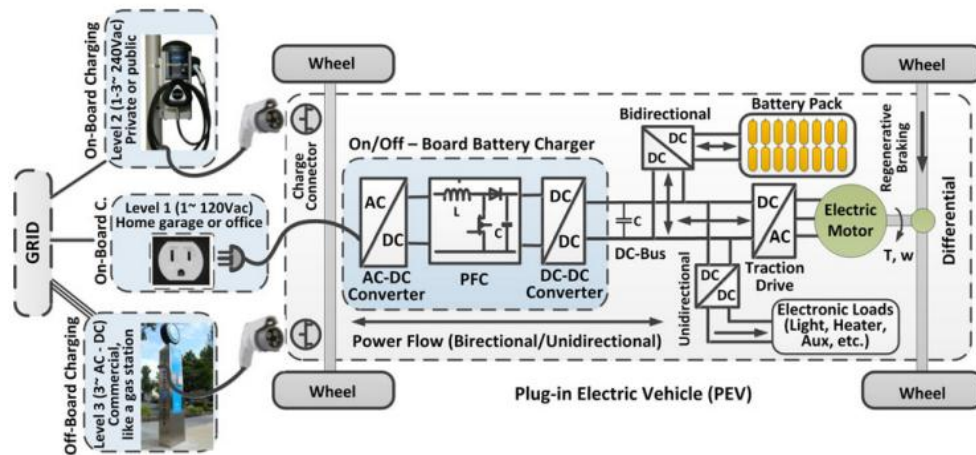 GRID
On-Board Charging
Level 2 (1-3~ 240Vac)
Private or public
On-Board C.
Level 1 (1~ 120Vac)
Home garage or office
Off-Board Charging
Level 3 (3~ AC - DC)
Commercial,
like a gas station
Wheel
Wheel
Charge
Connector
On/Off – Board Battery Charger
AC
DC
AC-DC
Converter
L
C
PFC
DC
DC
DC-DC
Converter
Power Flow (Birectional/Unidirectional)
C
DC-Bus
Bidirectional
DC
DC
Battery Pack
Unidirectional
DC
DC
Electronic Loads
(Light, Heater,
Aux, etc.)
DC
AC
Traction
Drive
Electric
Motor
T, w
Regenerative
Braking
Differential
Wheel
Wheel
Plug-in Electric Vehicle (PEV)